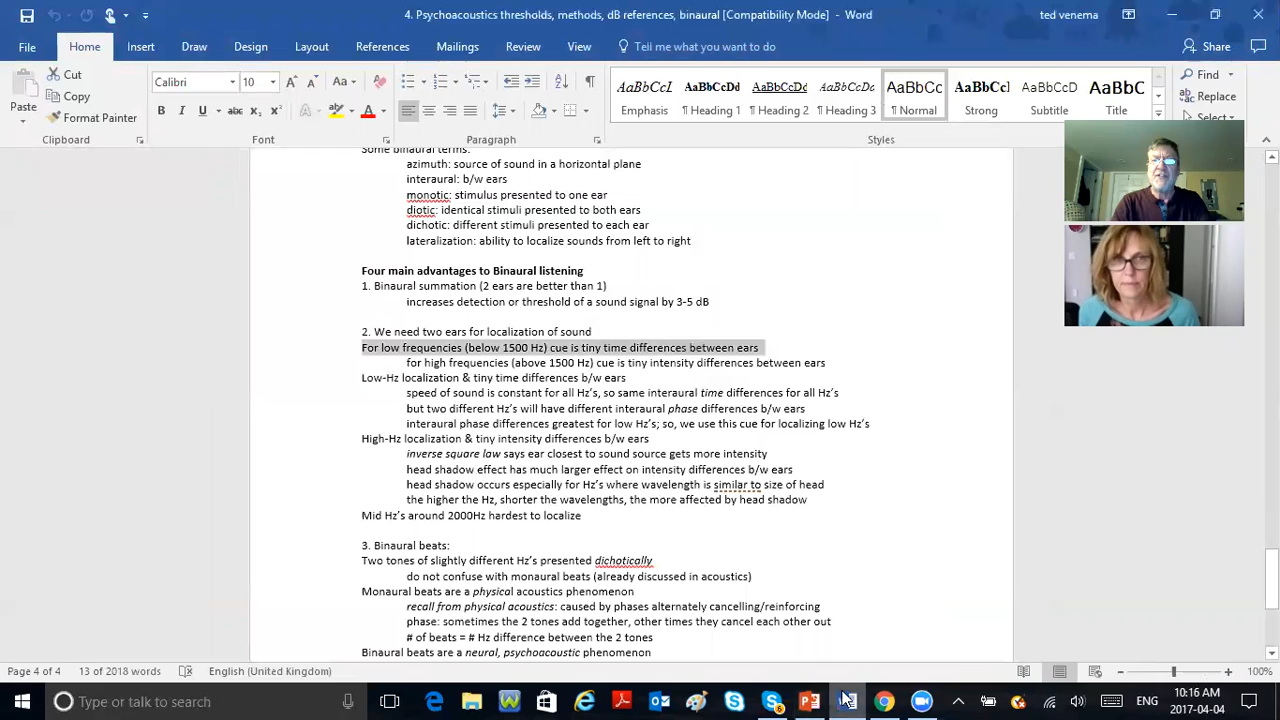 4. Psychoacoustics thresholds, methods, dB references, binaural [Compatibility Mode] - Word
ted venema
File
Home
Insert
Draw
Design
Layout
References
Mailings
Review
View
Tell me what you want to do
Share
Paste
Cut
Copy
Format Painter
Calibri
10
Aa
B I U abc x₂ x²
A
AaBbCcL AaBbCcDd AaBbCcDd AaBbCcDd AaBbCc AaBbCc AaBbCcD AaBbC
Emphasis ¶ Heading 1 ¶ Heading 2 ¶ Heading 3 ¶ Normal Strong Subtitle Title
Find
Replace
Select
Clipboard
Font
Paragraph
Styles
Some binaural terms:
azimuth: source of sound in a horizontal plane
interaural: b/w ears
monotic: stimulus presented to one ear
diotic: identical stimuli presented to both ears
dichotic: different stimuli presented to each ear
lateralization: ability to localize sounds from left to right
Four main advantages to Binaural listening
1. Binaural summation (2 ears are better than 1)
increases detection or threshold of a sound signal by 3-5 dB
2. We need two ears for localization of sound
For low frequencies (below 1500 Hz) cue is tiny time differences between ears
for high frequencies (above 1500 Hz) cue is tiny intensity differences between ears
Low-Hz localization & tiny time differences b/w ears
speed of sound is constant for all Hz's, so same interaural time differences for all Hz's
but two different Hz's will have different interaural phase differences b/w ears
interaural phase differences greatest for low Hz's; so, we use this cue for localizing low Hz's
High-Hz localization & tiny intensity differences b/w ears
inverse square law says ear closest to sound source gets more intensity
head shadow effect has much larger effect on intensity differences b/w ears
head shadow occurs especially for Hz's where wavelength is similar to size of head
the higher the Hz, shorter the wavelengths, the more affected by head shadow
Mid Hz's around 2000Hz hardest to localize
3. Binaural beats:
Two tones of slightly different Hz's presented dichotically
do not confuse with monaural beats (already discussed in acoustics)
Monaural beats are a physical acoustics phenomenon
recall from physical acoustics: caused by phases alternately cancelling/reinforcing
phase: sometimes the 2 tones add together, other times they cancel each other out
# of beats = # Hz difference between the 2 tones
Binaural beats are a neural, psychoacoustic phenomenon
Page 4 of 4
13 of 2018 words
English (United Kingdom)
100%
Type or talk to search
ENG
10:16 AM
2017-04-04